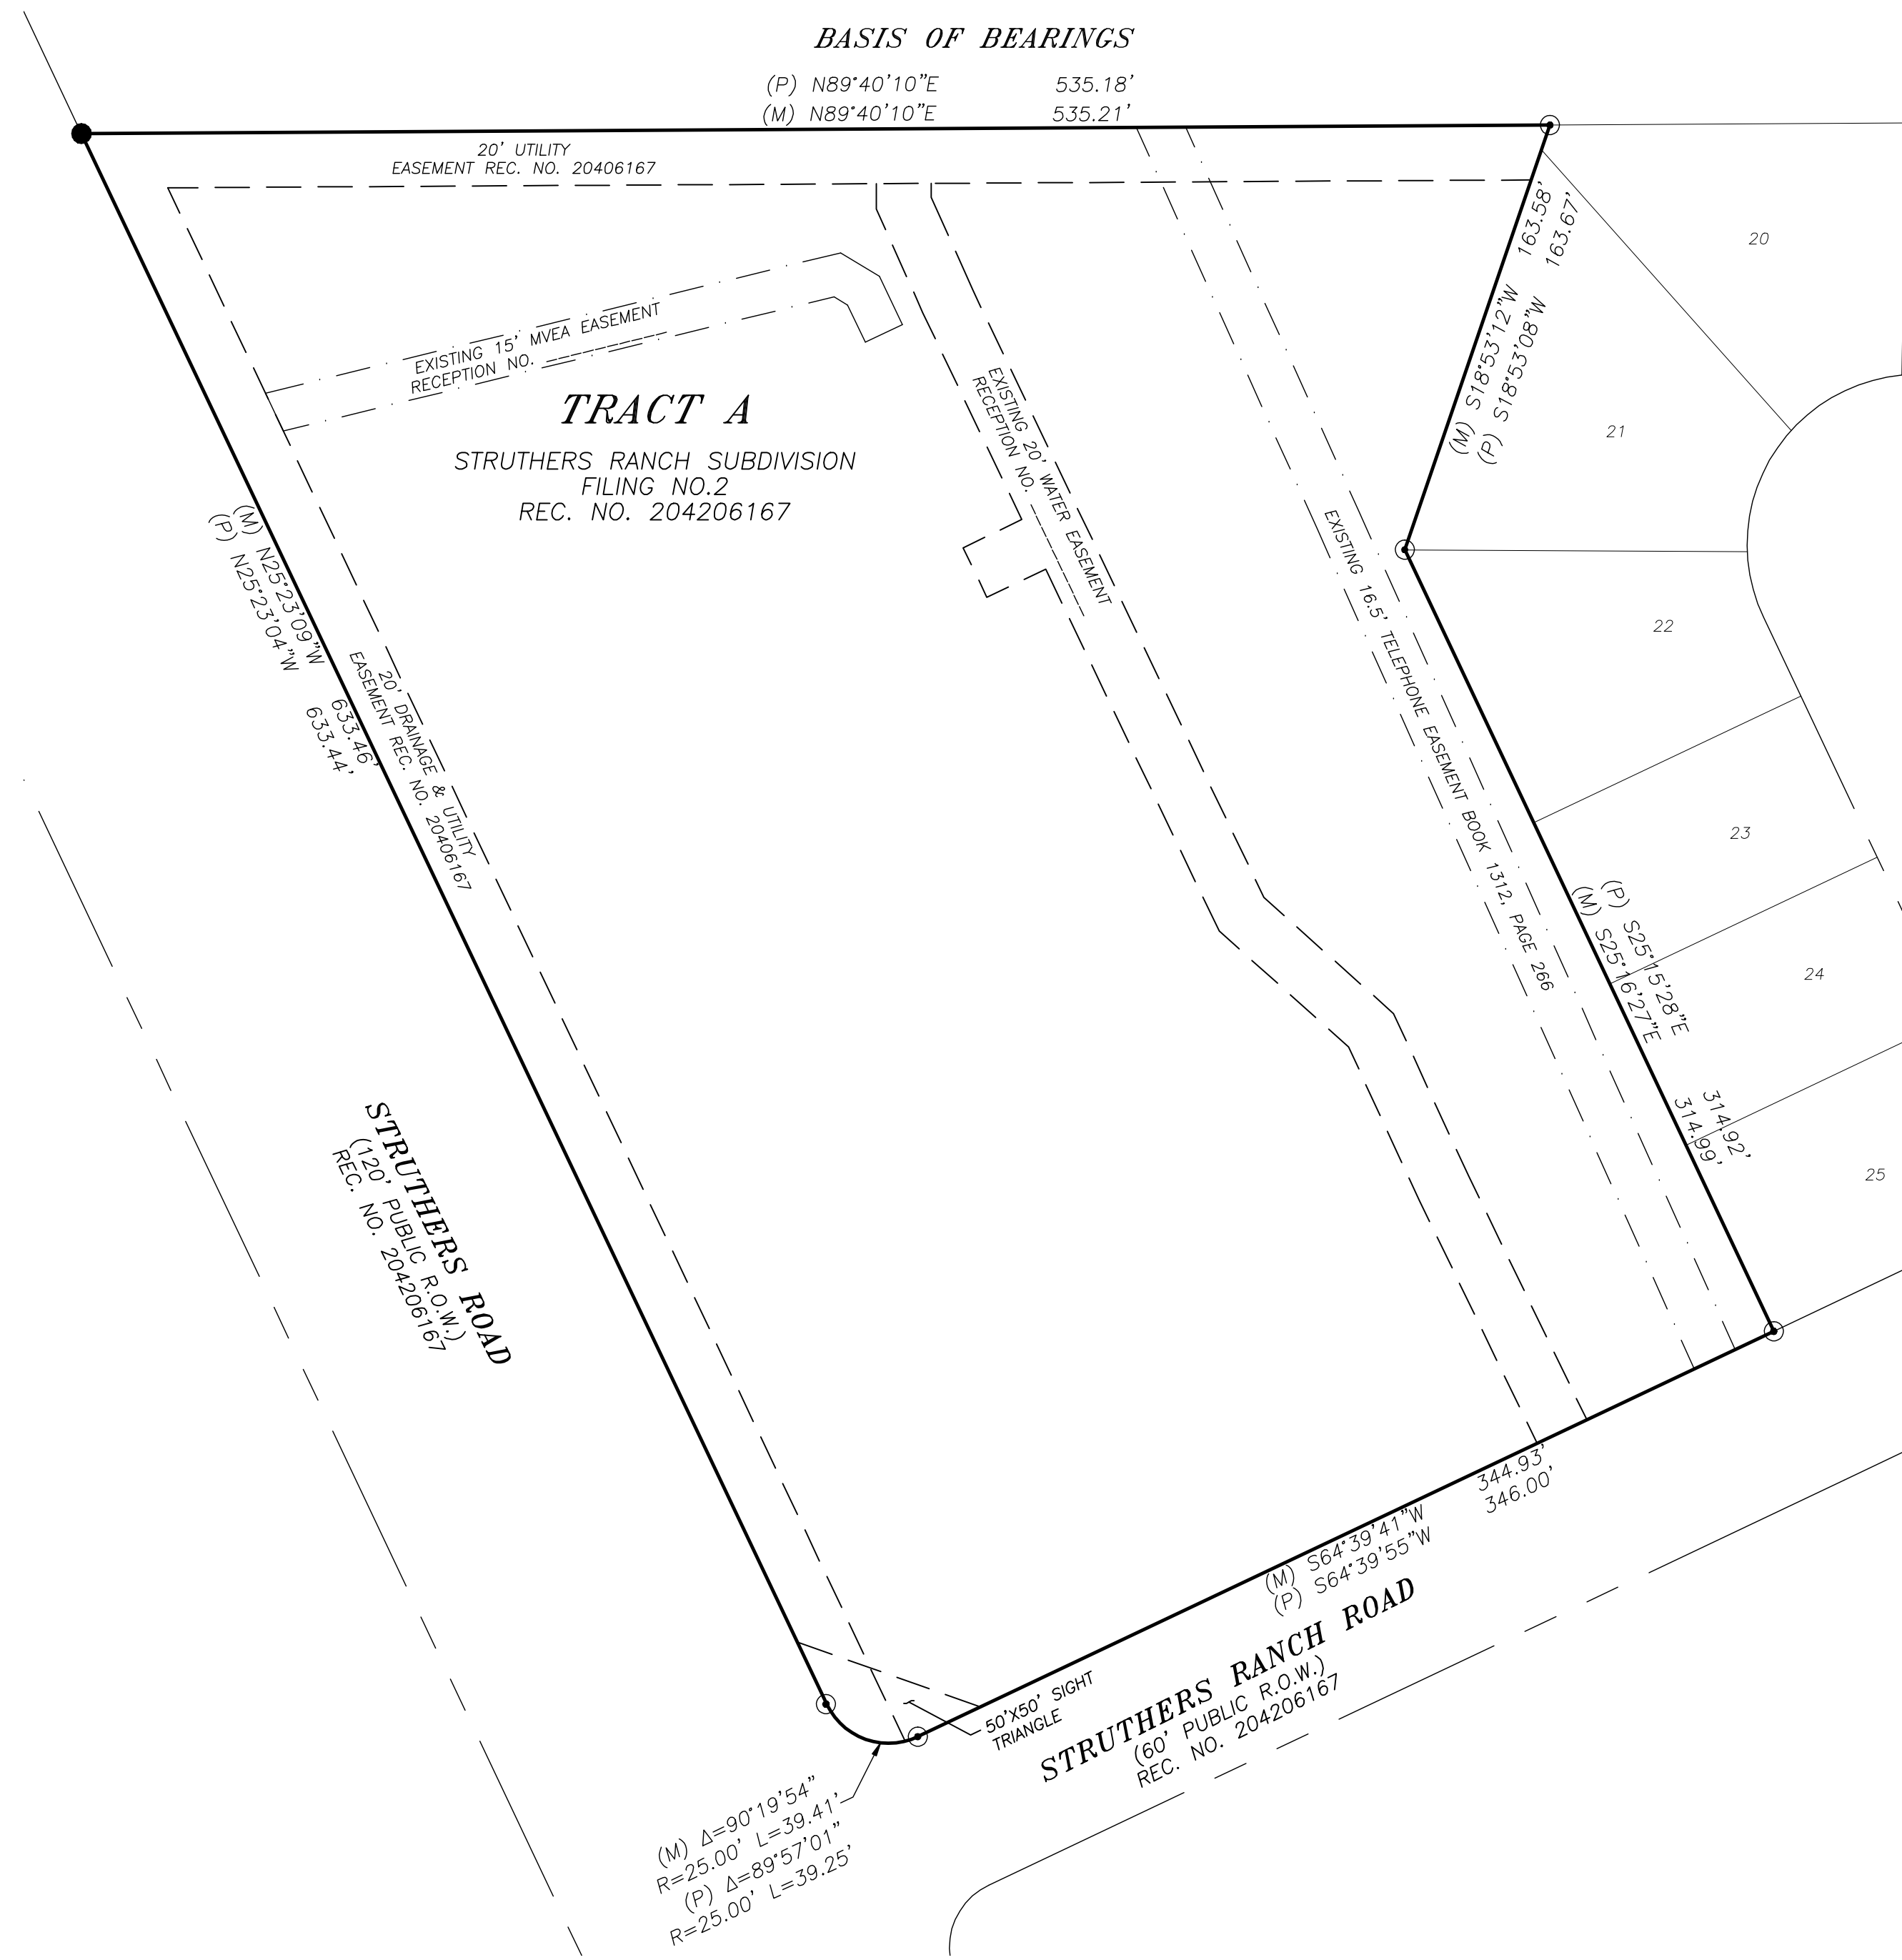 BASIS OF BEARINGS
(P) N89°40'10"E 535.18'
(M) N89°40'10"E 535.21'
20' UTILITY
EASEMENT REC. NO. 20406167
163.58'
163.67'
(M) S18°53'12"W
(P) S18°53'08"W
20
21
22
23
24
25
EXISTING 15' MVEA EASEMENT
RECEPTION NO. ____________
TRACT A
STRUTHERS RANCH SUBDIVISION
FILING NO.2
REC. NO. 204206167
EXISTING 20' WATER EASEMENT
RECEPTION NO. ____________
EXISTING 16.5' TELEPHONE EASEMENT BOOK 1312, PAGE 266
(M) N25°23'09"W 633.46'
(P) N25°23'04"W 633.44'
20' DRAINAGE & UTILITY
EASEMENT REC. NO. 20406167
(P) S25°15'28"E 314.92'
(M) S25°16'27"E 314.99'
STRUTHERS ROAD
(120' PUBLIC R.O.W.)
REC. NO. 204206167
(M) S64°39'41"W 344.93'
(P) S64°39'55"W 346.00'
50'X50' SIGHT
TRIANGLE
STRUTHERS RANCH ROAD
(60' PUBLIC R.O.W.)
REC. NO. 204206167
(M) Δ=90°19'54"
R=25.00' L=39.41'
(P) Δ=89°57'01"
R=25.00' L=39.25'